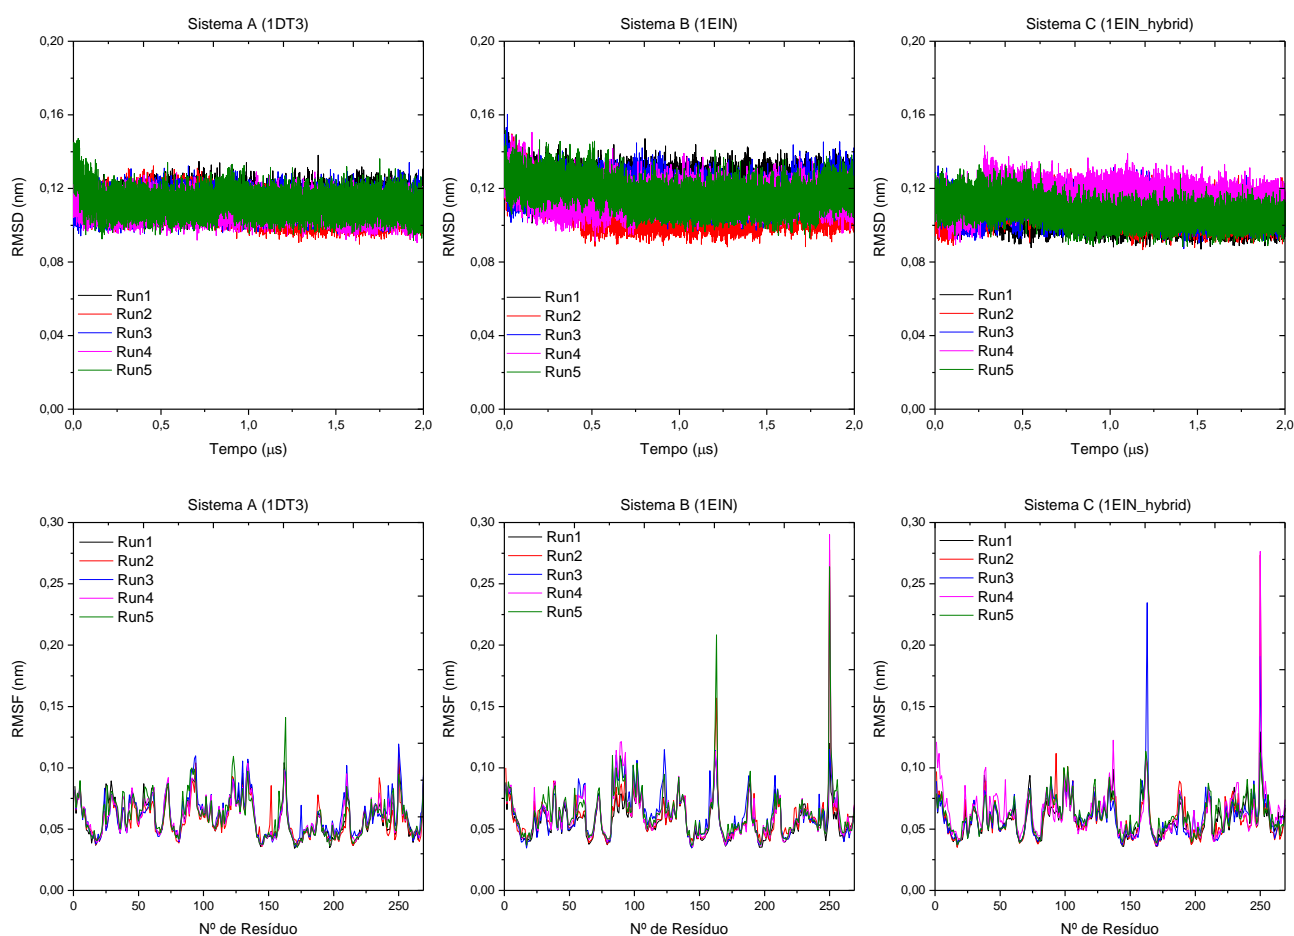 Sistema A (1DT3)
0,20
0,16
0,12
0,08
0,04
0,00
RMSD (nm)
Run1
Run2
Run3
Run4
Run5
0,0 0,5 1,0 1,5 2,0
Tempo (μs)
Sistema B (1EIN)
0,20
0,16
0,12
0,08
0,04
0,00
RMSD (nm)
Run1
Run2
Run3
Run4
Run5
0,0 0,5 1,0 1,5 2,0
Tempo (μs)
Sistema C (1EIN_hybrid)
0,20
0,16
0,12
0,08
0,04
0,00
RMSD (nm)
Run1
Run2
Run3
Run4
Run5
0,0 0,5 1,0 1,5 2,0
Tempo (μs)
Sistema A (1DT3)
0,30
0,25
0,20
0,15
0,10
0,05
0,00
RMSF (nm)
Run1
Run2
Run3
Run4
Run5
0 50 100 150 200 250
Nº de Resíduo
Sistema B (1EIN)
0,30
0,25
0,20
0,15
0,10
0,05
0,00
RMSF (nm)
Run1
Run2
Run3
Run4
Run5
0 50 100 150 200 250
Nº de Resíduo
Sistema C (1EIN_hybrid)
0,30
0,25
0,20
0,15
0,10
0,05
0,00
RMSF (nm)
Run1
Run2
Run3
Run4
Run5
0 50 100 150 200 250
Nº de Resíduo